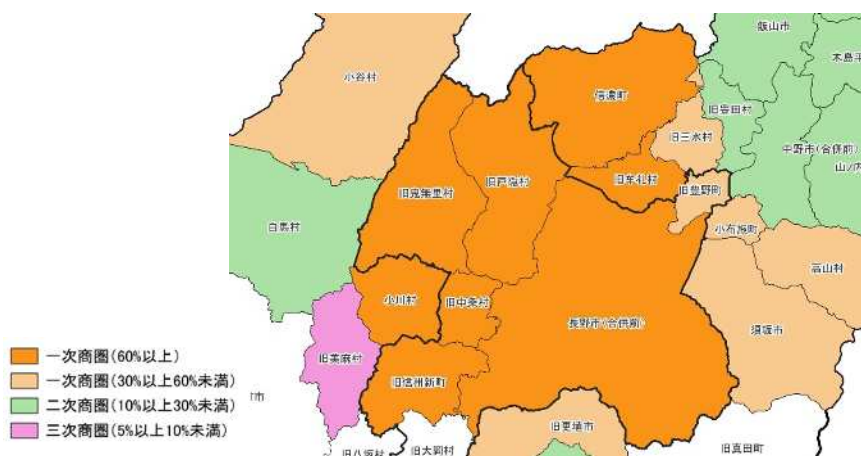 飯山市
木島平
小谷村
信濃町
旧豊田村
旧三水村
中野市(合併前)
山ノ内
旧鬼無里村
旧戸隠村
旧牟礼村
旧豊野町
白馬村
小布施町
高山村
小川村
旧中条村
長野市(合併前)
須坂市
旧美麻村
旧信州新町
一次商圏(60%以上)
一次商圏(30%以上60%未満)
市
二次商圏(10%以上30%未満)
三次商圏(5%以上10%未満)
旧更埴市
旧八坂村
旧大岡村
旧真田町